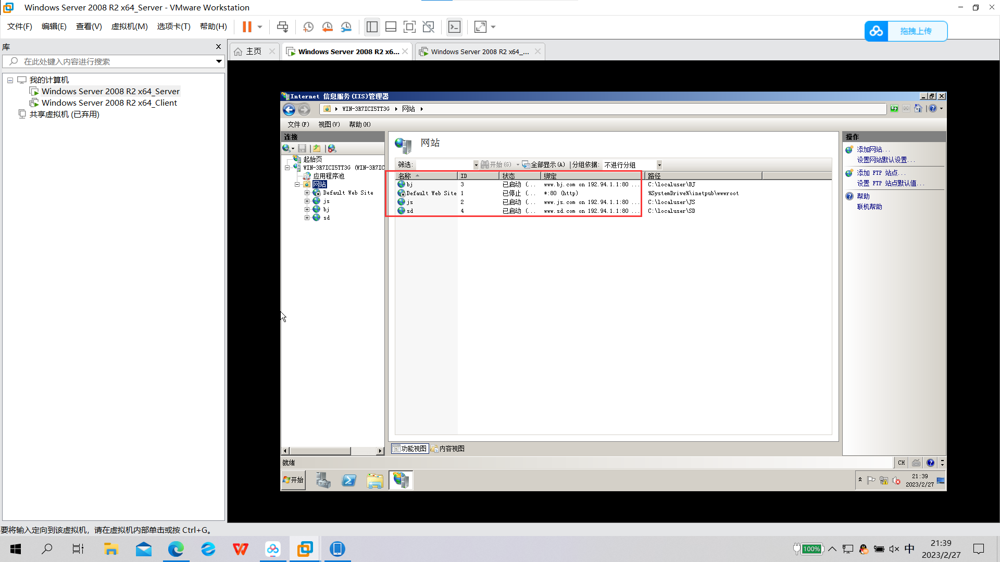 Windows Server 2008 R2 x64_Server - VMware Workstation
文件(F) 编辑(E) 查看(V) 虚拟机(M) 选项卡(T) 帮助(H)
拖拽上传
库
在此处键入内容进行搜索
我的计算机
Windows Server 2008 R2 x64_Server
Windows Server 2008 R2 x64_Client
共享虚拟机 (已弃用)
主页
Windows Server 2008 R2 x6...
Windows Server 2008 R2 x64_...
Internet 信息服务(IIS)管理器
WIN-3R7ICI5TT3G 网站
文件(F) 视图(V) 帮助(H)
连接
起始页
WIN-3R7ICI5TT3G (WIN-3R7IC
应用程序池
网站
Default Web Site
js
bj
sd
网站
筛选: 开始(G) 全部显示(A) 分组依据: 不进行分组
名称 ID 状态 绑定 路径
bj 3 已启动 (... www.bj.com on 192.94.1.1:80 ... C:\localuser\BJ
Default Web Site 1 已停止 (... *:80 (http) %SystemDrive%\inetpub\wwwroot
js 2 已启动 (... www.js.com on 192.94.1.1:80 ... C:\localuser\JS
sd 4 已启动 (... www.sd.com on 192.94.1.1:80 ... C:\localuser\SD
功能视图 内容视图
操作
添加网站...
设置网站默认设置...
添加 FTP 站点...
设置 FTP 站点默认值...
帮助
联机帮助
就绪
CH
开始
21:39
2023/2/27
要将输入定向到该虚拟机，请在虚拟机内部单击或按 Ctrl+G。
100%
中
21:39
2023/2/27